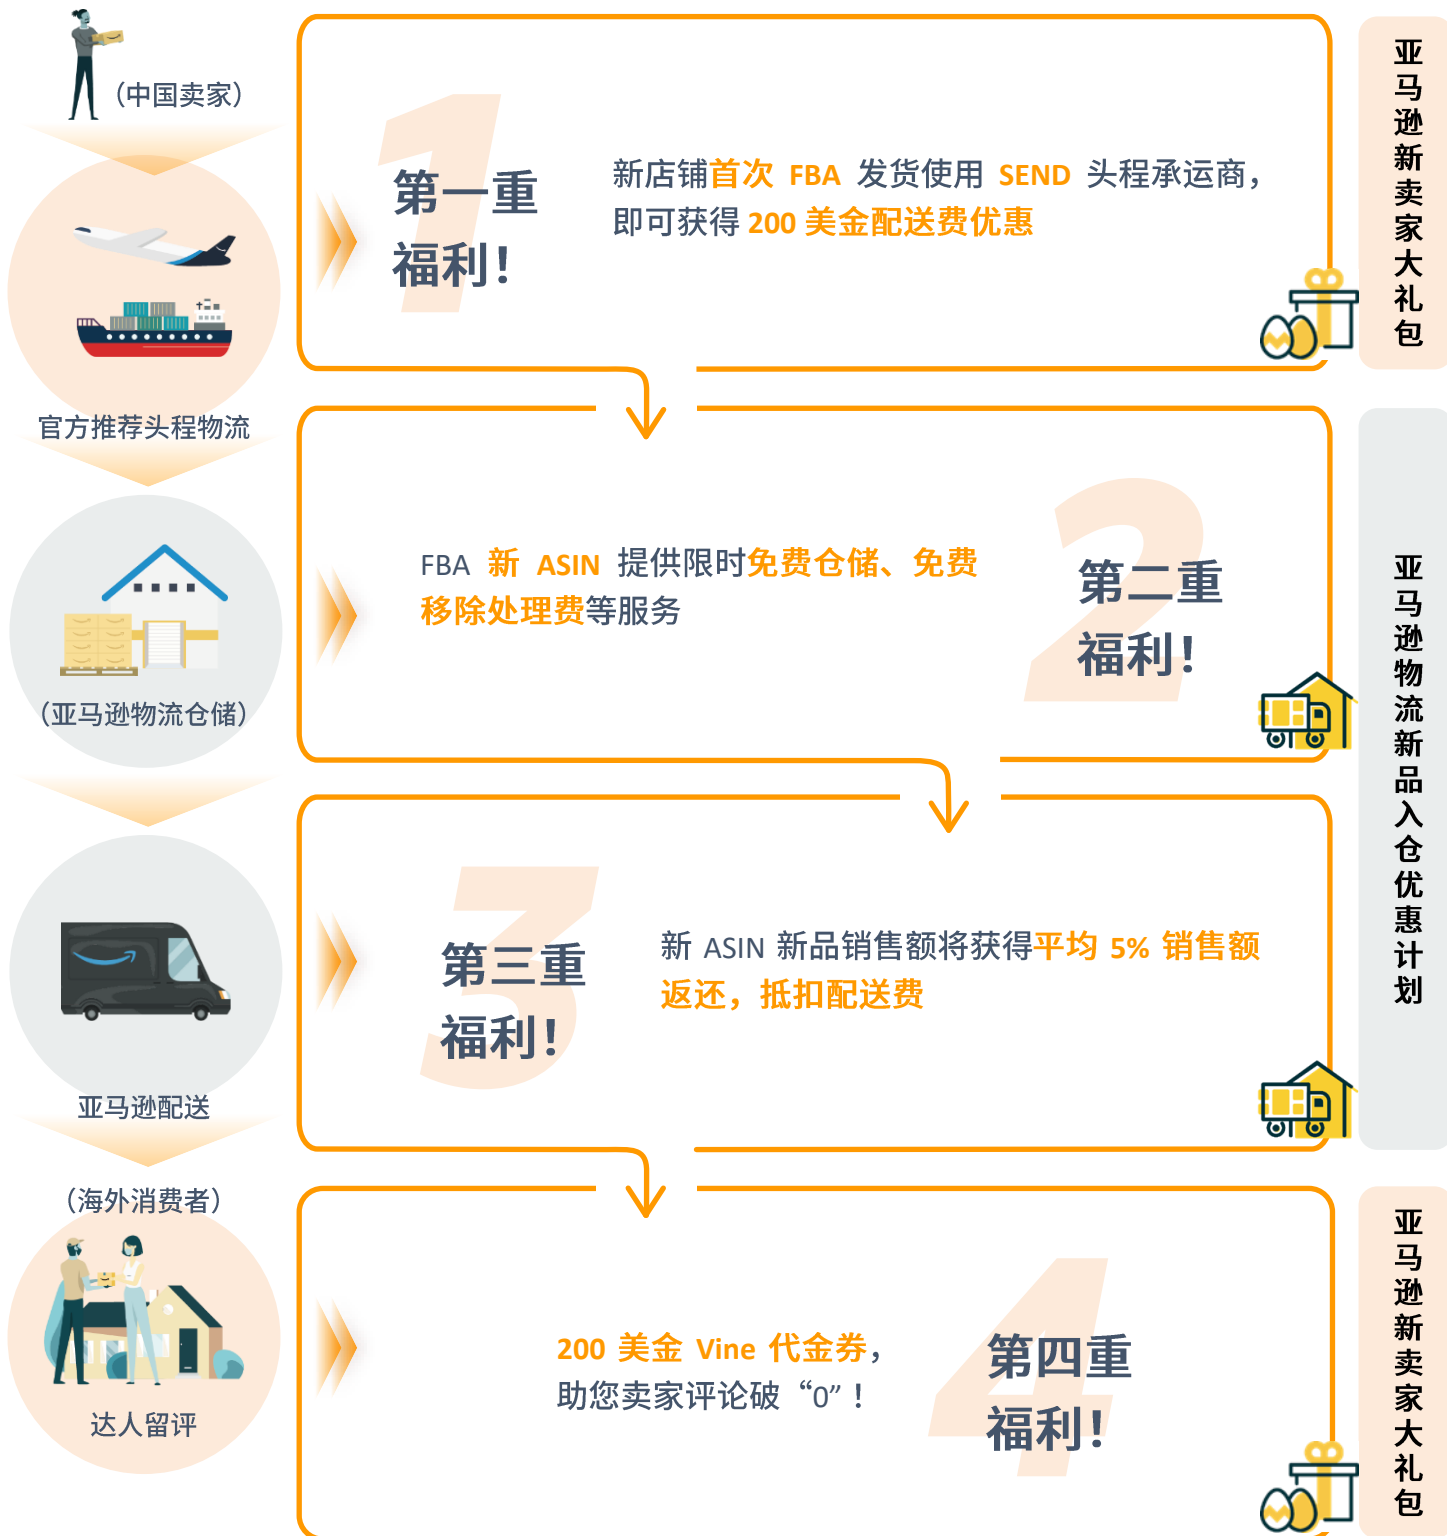 （中国卖家）
官方推荐头程物流
（亚马逊物流仓储）
亚马逊配送
（海外消费者）
达人留评
1
第一重
福利！
新店铺首次 FBA 发货使用 SEND 头程承运商，
即可获得 200 美金配送费优惠
亚马逊新卖家大礼包
FBA 新 ASIN 提供限时免费仓储、免费
移除处理费等服务
2
第二重
福利！
亚马逊物流新品入仓优惠计划
3
第三重
福利！
新 ASIN 新品销售额将获得平均 5% 销售额
返还，抵扣配送费
200 美金 Vine 代金券，
助您卖家评论破“0”！
4
第四重
福利！
亚马逊新卖家大礼包